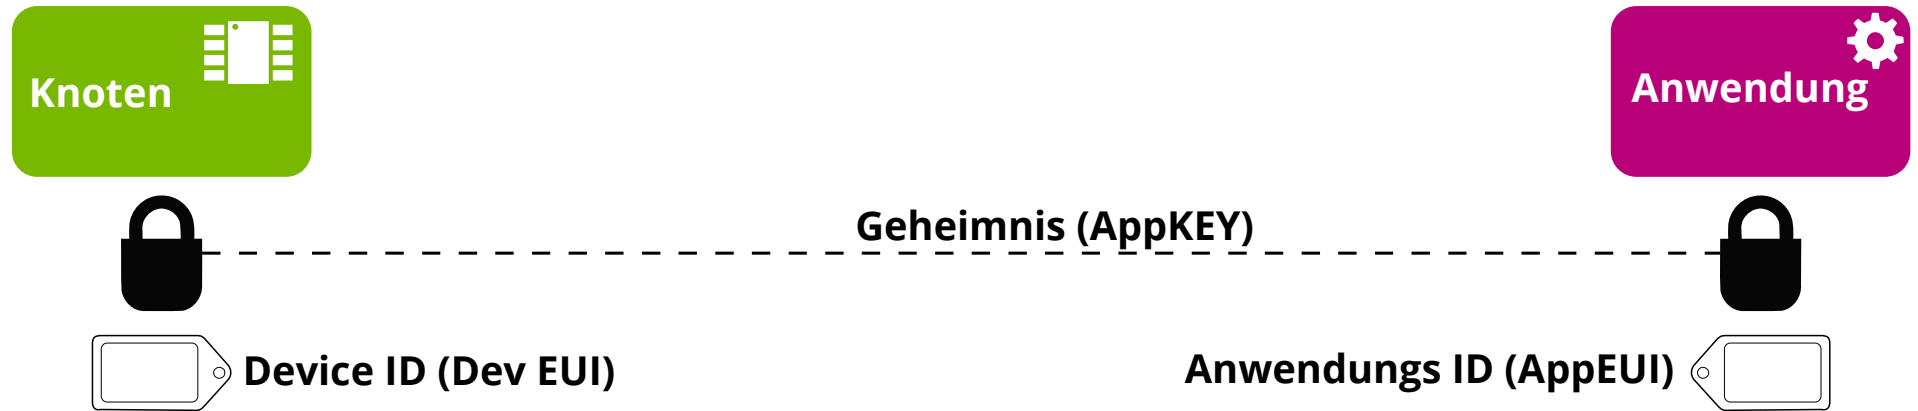 Knoten
Anwendung
Geheimnis (AppKEY)
Device ID (Dev EUI)
Anwendungs ID (AppEUI)